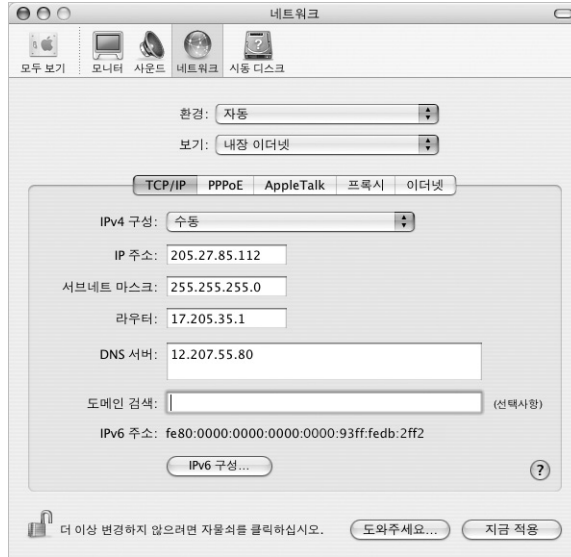 네트워크
모두 보기 모니터 사운드 네트워크 시동 디스크
환경: 자동
보기: 내장 이더넷
TCP/IP PPPoE AppleTalk 프록시 이더넷
IPv4 구성: 수동
IP 주소: 205.27.85.112
서브네트 마스크: 255.255.255.0
라우터: 17.205.35.1
DNS 서버: 12.207.55.80
도메인 검색: (선택사항)
IPv6 주소: fe80:0000:0000:0000:0000:93ff:fedb:2ff2
IPv6 구성...
?
더 이상 변경하지 않으려면 자물쇠를 클릭하십시오. 도와주세요... 지금 적용